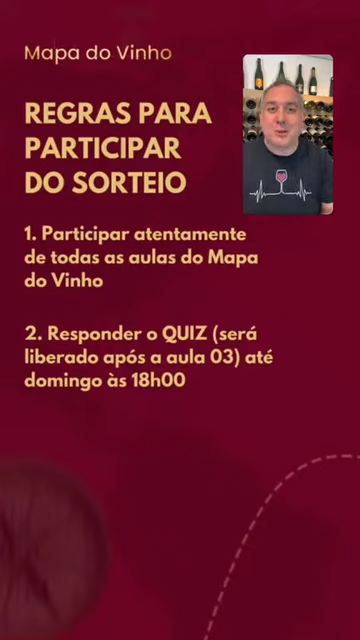 Mapa do Vinho
REGRAS PARA
PARTICIPAR
DO SORTEIO
1. Participar atentamente
de todas as aulas do Mapa
do Vinho
2. Responder o QUIZ (será
liberado após a aula 03) até
domingo às 18h00